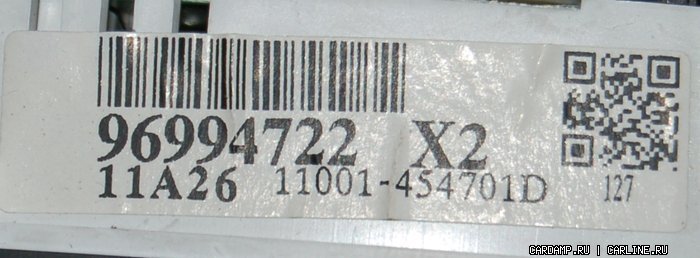 96994722 X2
11A26 11001-454701D 127
CARDAMP.RU | CARLINE.RU